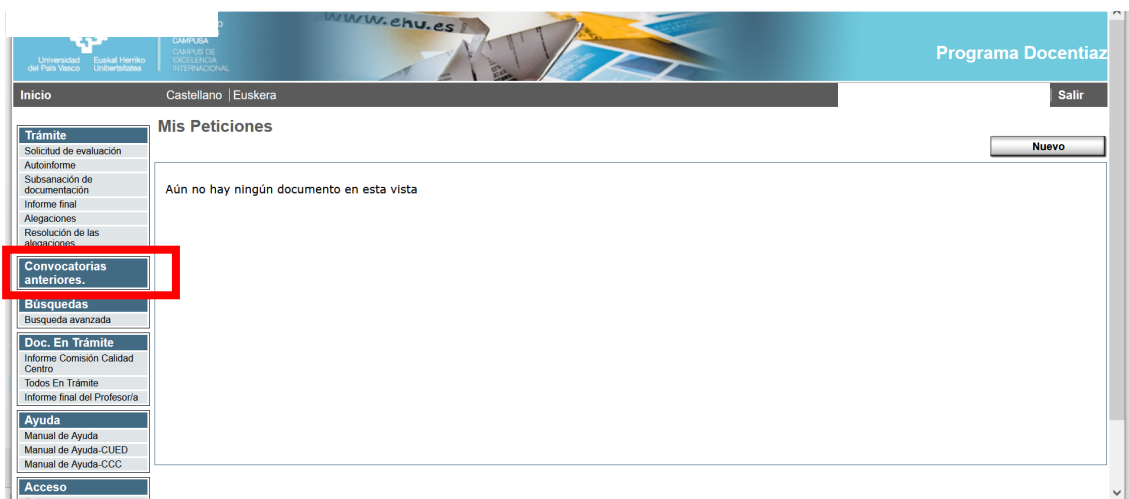 www.ehu.es
CAMPUSA
CAMPUS DE
EXCELENCIA
INTERNACIONAL
Universidad
del País Vasco
Euskal Herriko
Unibertsitatea
Programa Docentiaz
Inicio
Castellano | Euskera
| Salir
Mis Peticiones
Nuevo
Aún no hay ningún documento en esta vista
Trámite
Solicitud de evaluación
Autoinforme
Subsanación de
documentación
Informe final
Alegaciones
Resolución de las
alegaciones
Convocatorias
anteriores.
Búsquedas
Busqueda avanzada
Doc. En Trámite
Informe Comisión Calidad
Centro
Todos En Trámite
Informe final del Profesor/a
Ayuda
Manual de Ayuda
Manual de Ayuda-CUED
Manual de Ayuda-CCC
Acceso